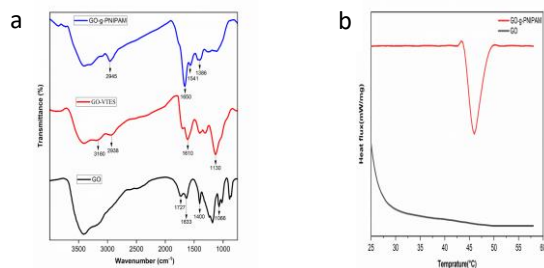 a
GO-g-PNIPAM
2945
1650
1541
1386
GO-VTES
3160
2938
1610
1130
GO
1727
1623
1400
1088
Transmittance (%)
4000
3500
3000
2500
2000
1500
1000
Wavenumber (cm⁻¹)
b
GO-g-PNIPAM
GO
Heat flux(mW/mg)
25
30
35
40
45
50
55
60
Temprature(°C)